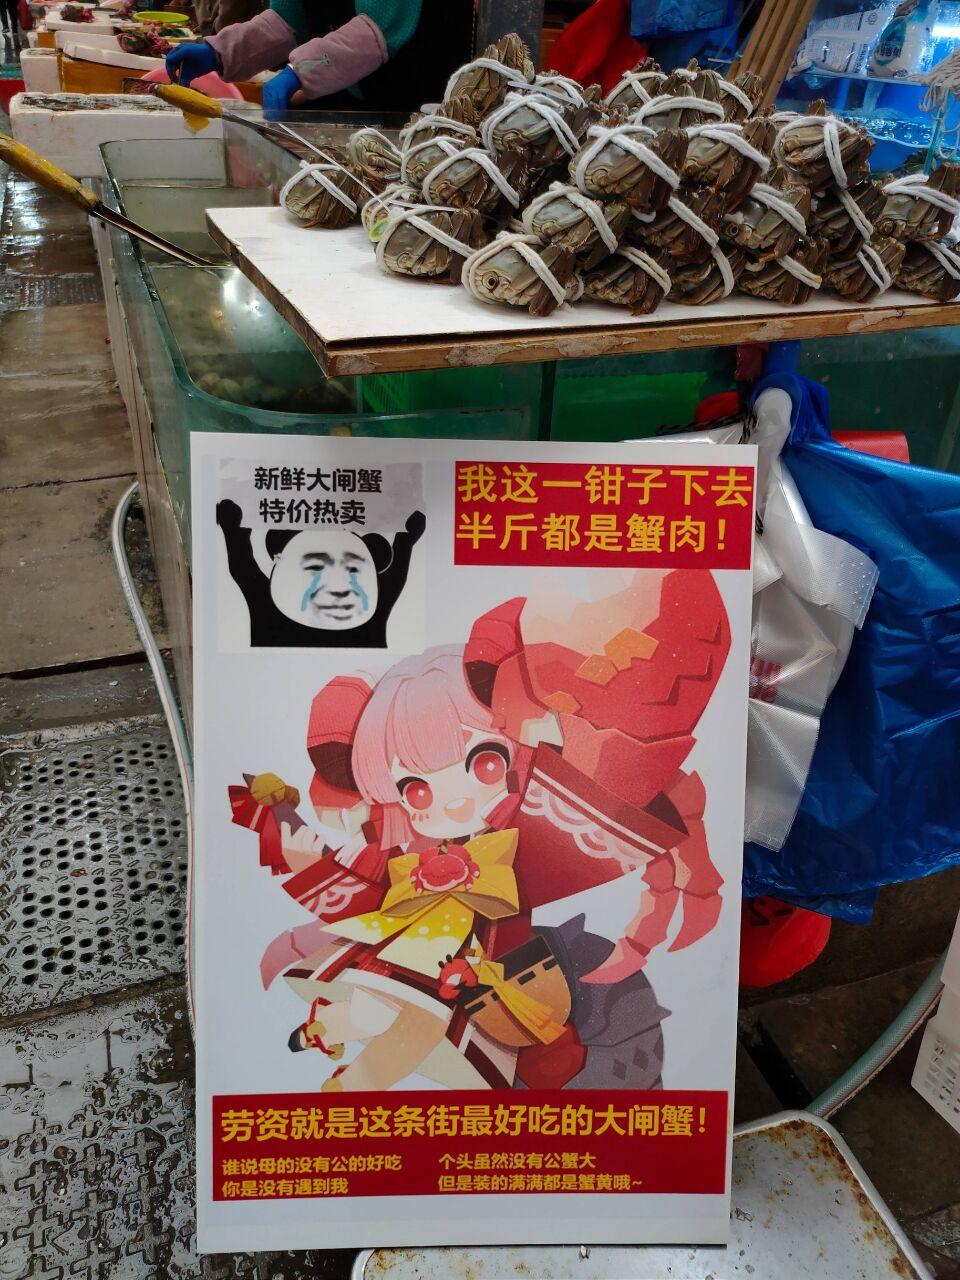 新鲜大闸蟹
特价热卖
我这一钳子下去
半斤都是蟹肉！
劳资就是这条街最好吃的大闸蟹！
谁说母的没有公的好吃
你是没有遇到我
个头虽然没有公蟹大
但是装的满满都是蟹黄哦~